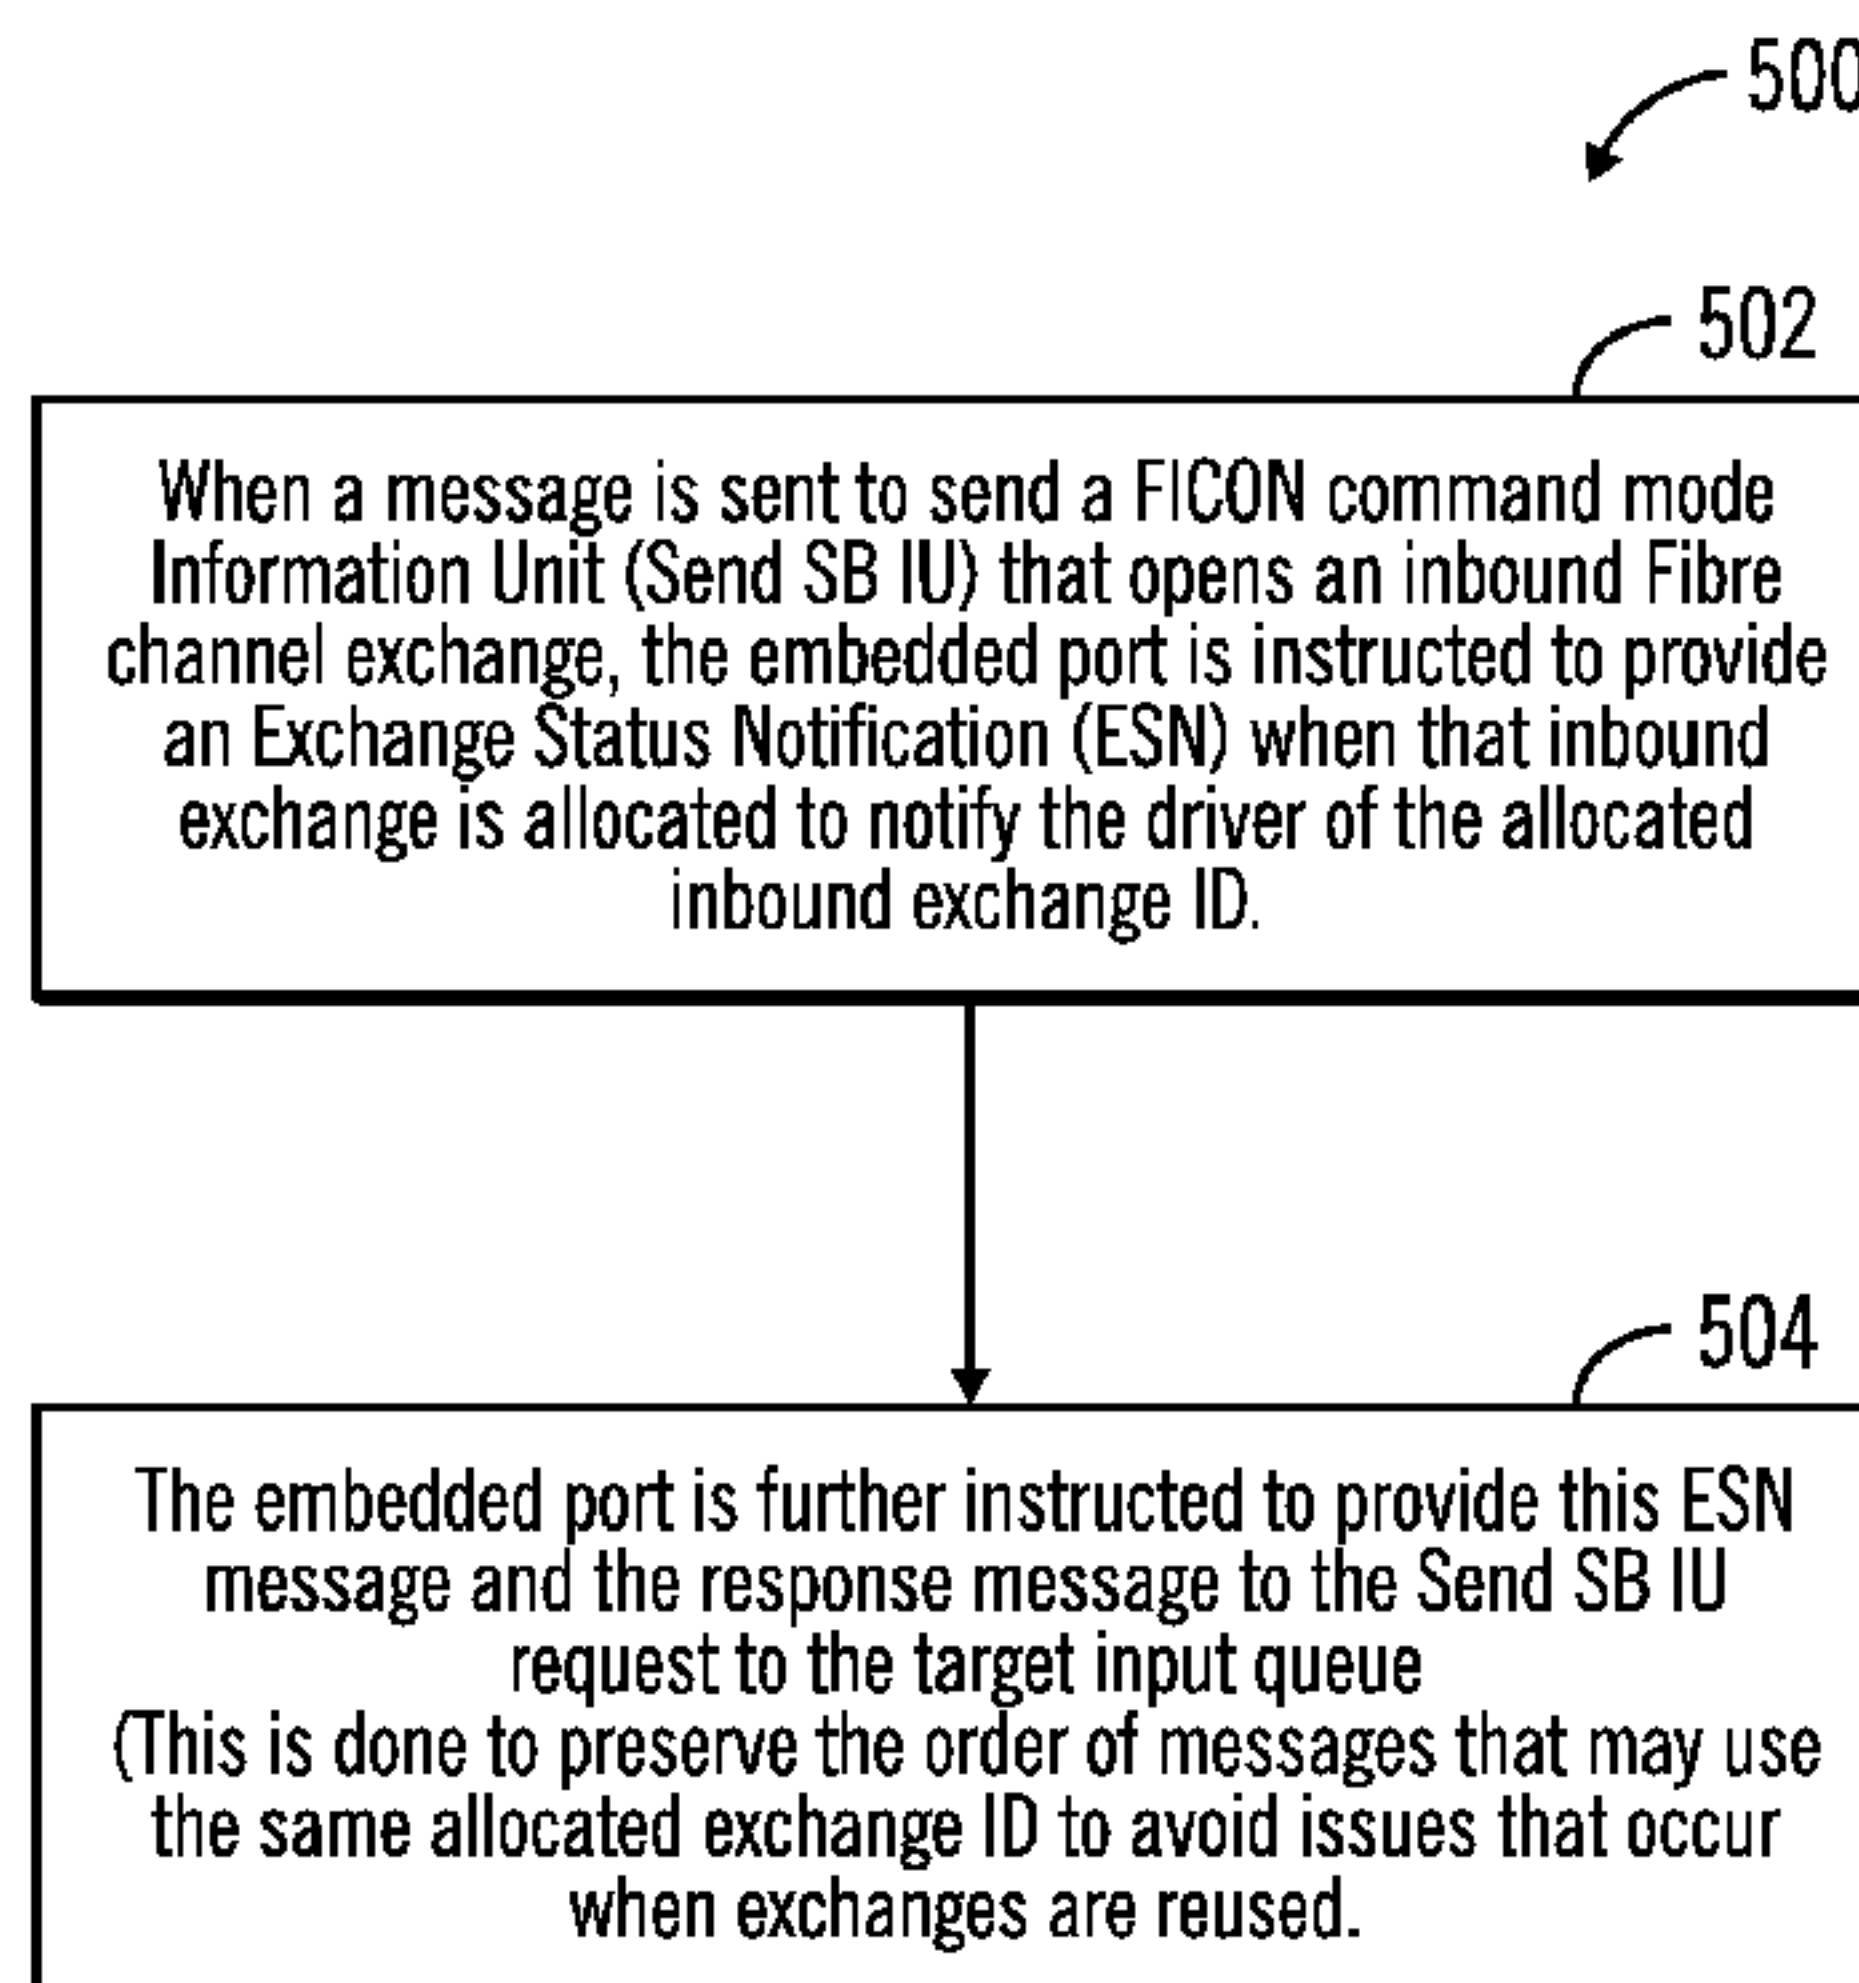 500
502
When a message is sent to send a FICON command mode
Information Unit (Send SB IU) that opens an inbound Fibre
channel exchange, the embedded port is instructed to provide
an Exchange Status Notification (ESN) when that inbound
exchange is allocated to notify the driver of the allocated
inbound exchange ID.
504
The embedded port is further instructed to provide this ESN
message and the response message to the Send SB IU
request to the target input queue
(This is done to preserve the order of messages that may use
the same allocated exchange ID to avoid issues that occur
when exchanges are reused.